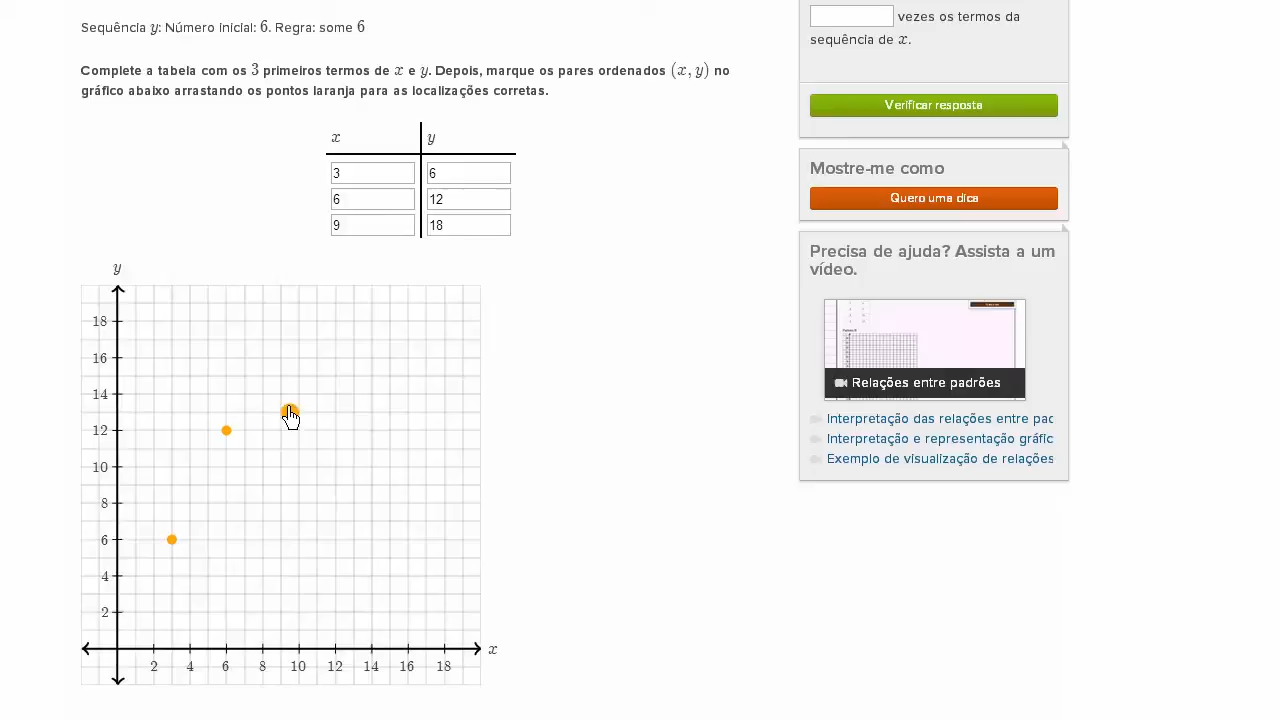 Sequência y: Número inicial: 6. Regra: some 6
Complete a tabela com os 3 primeiros termos de x e y. Depois, marque os pares ordenados (x, y) no
gráfico abaixo arrastando os pontos laranja para as localizações corretas.
x y
3 6
6 12
9 18
y
18
16
14
12
10
8
6
4
2
x
2 4 6 8 10 12 14 16 18
vezes os termos da
sequência de x.
Verificar resposta
Mostre-me como
Quero uma dica
Precisa de ajuda? Assista a um
vídeo.
Relações entre padrões
Interpretação das relações entre pac
Interpretação e representação gráfic
Exemplo de visualização de relações